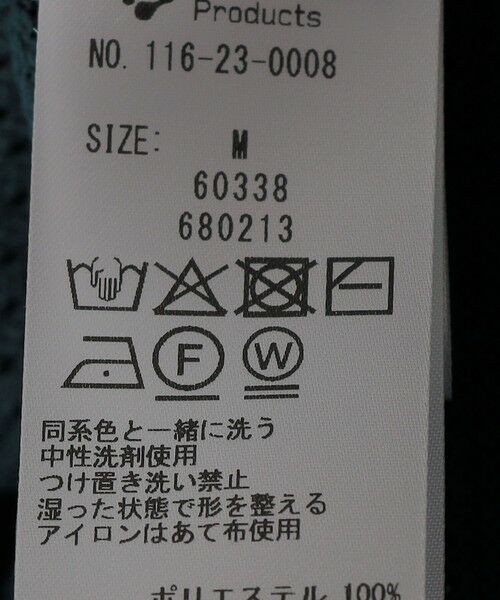 Products
NO. 116-23-0008
SIZE: M
60338
680213
F W
同系色と一緒に洗う
中性洗剤使用
つけ置き洗い禁止
湿った状態で形を整える
アイロンはあて布使用
ポリエステル 100%